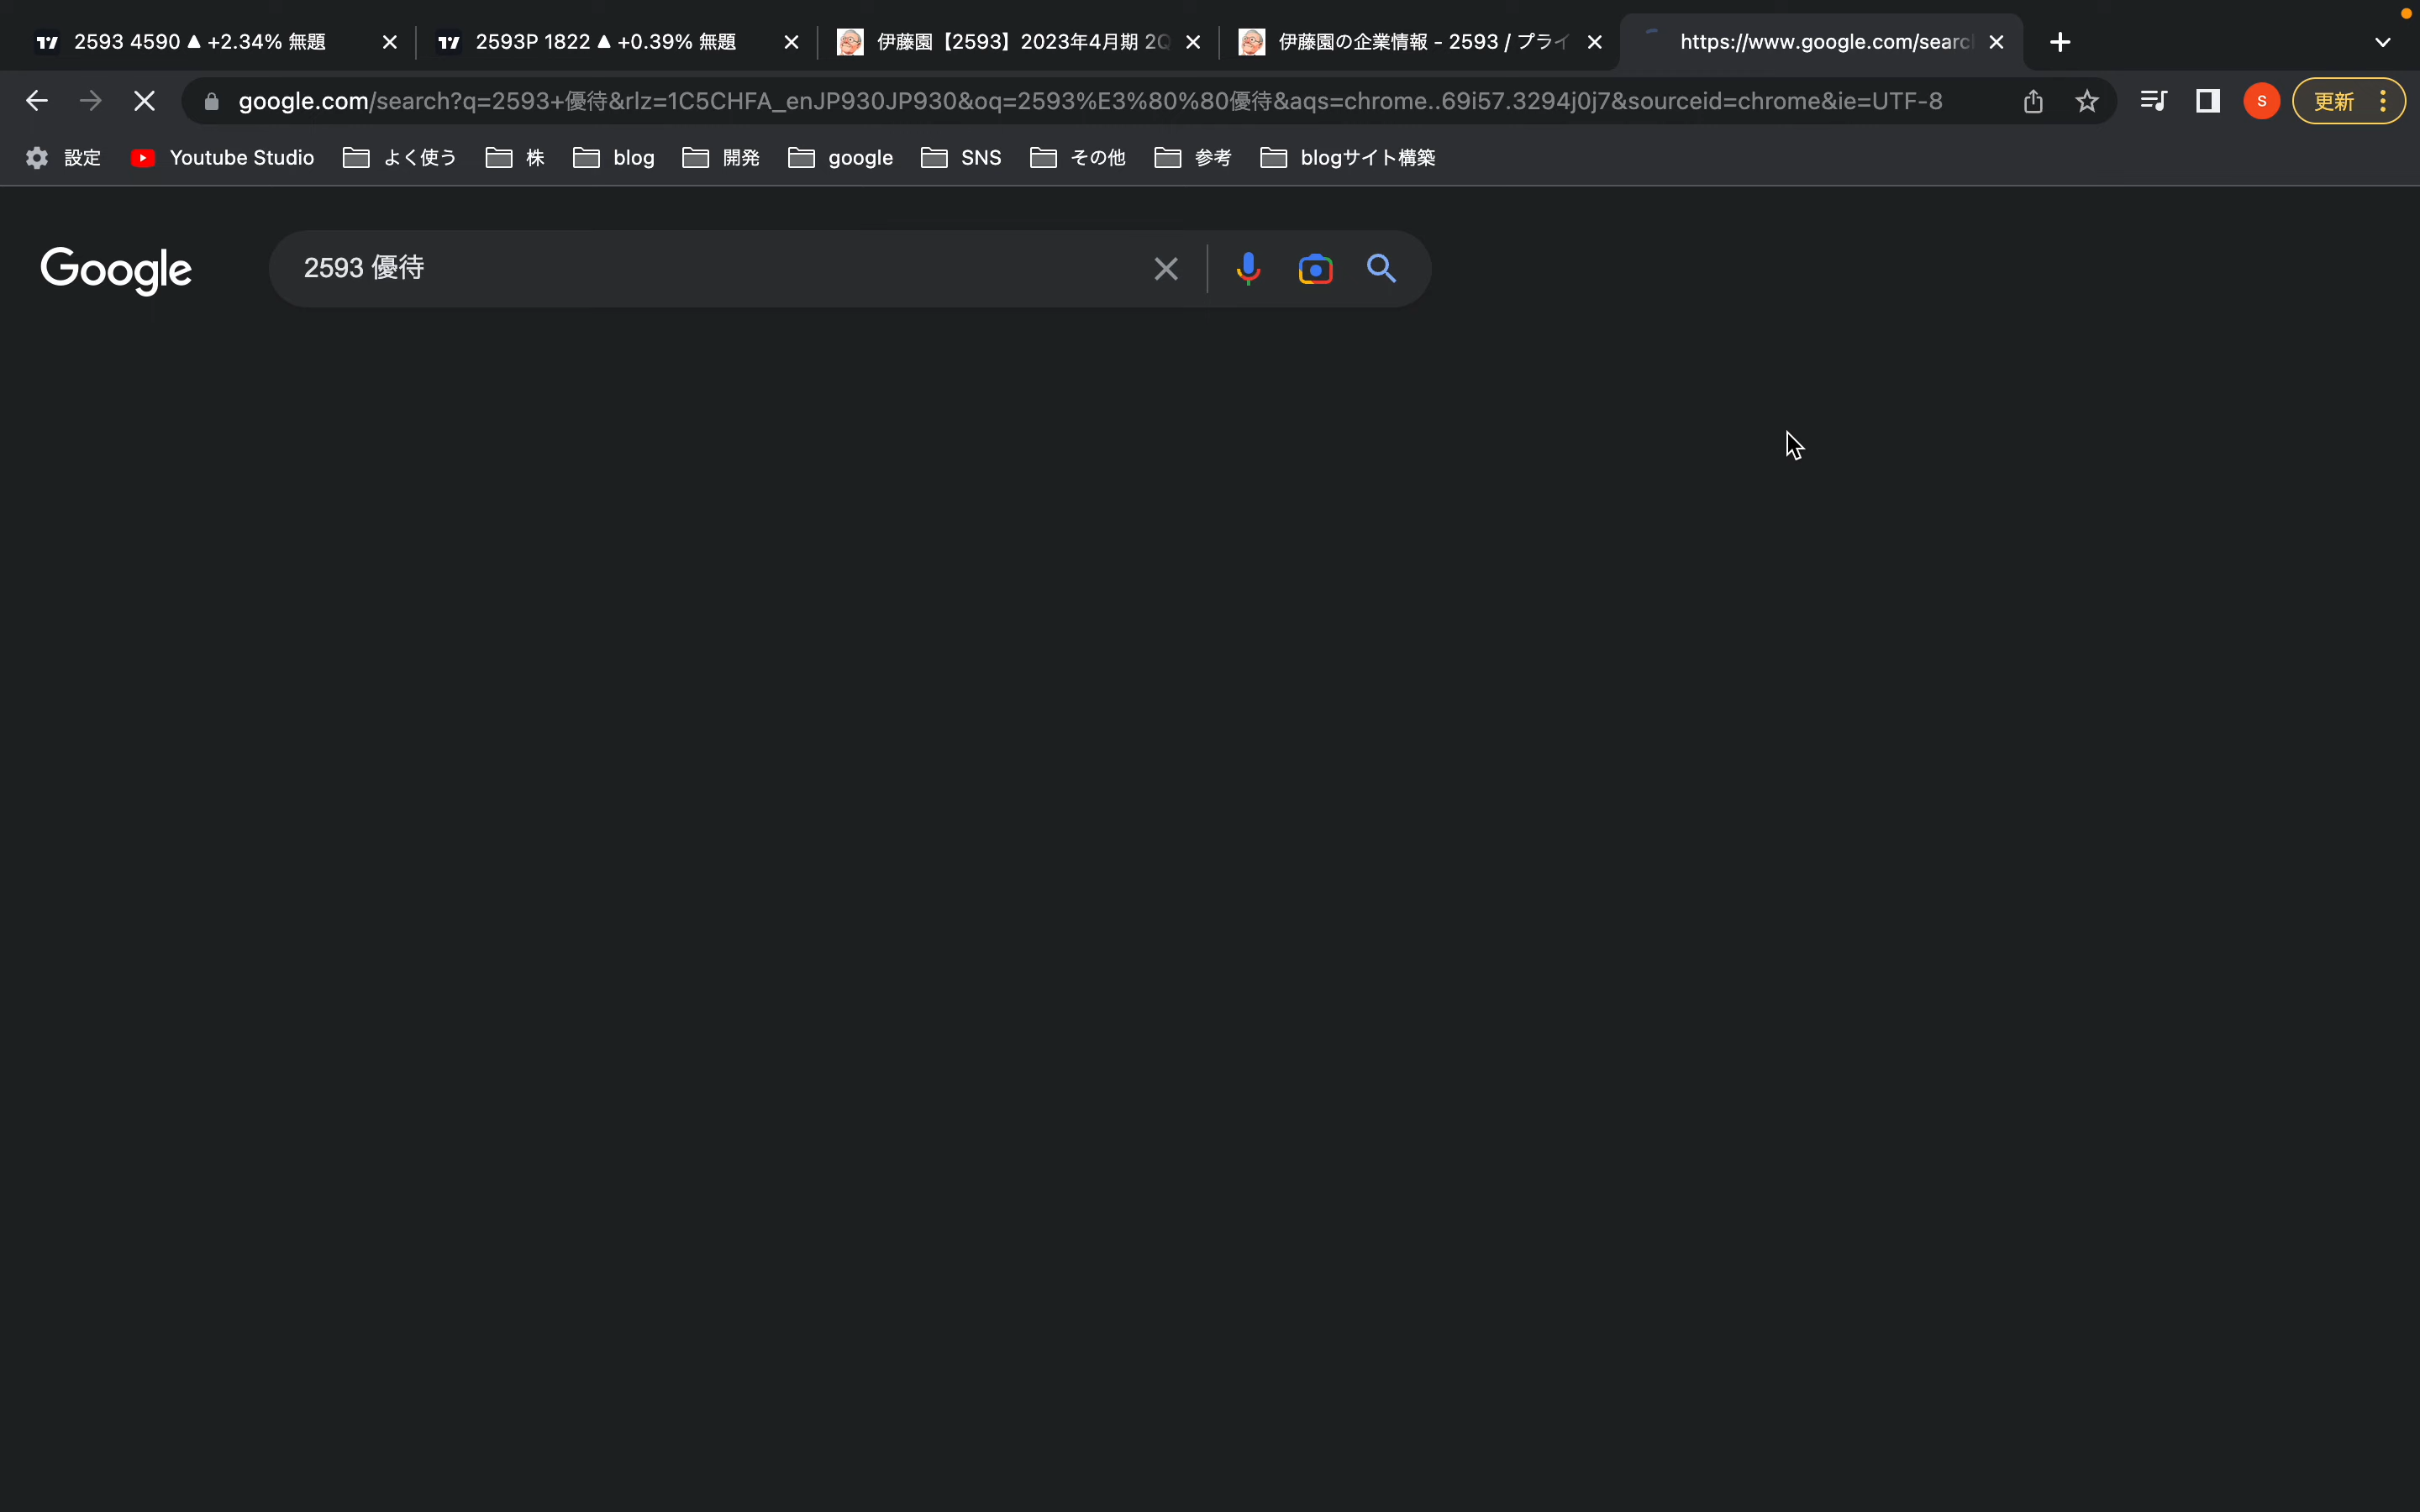 2593 4590 ▲ +2.34% 無題
2593P 1822 ▲ +0.39% 無題
伊藤園【2593】2023年4月期 2Q
伊藤園の企業情報 - 2593 / プライ
https://www.google.com/searc
google.com/search?q=2593+優待&rlz=1C5CHFA_enJP930JP930&oq=2593%E3%80%80優待&aqs=chrome..69i57.3294j0j7&sourceid=chrome&ie=UTF-8
S
更新
設定
Youtube Studio
よく使う
株
blog
開発
google
SNS
その他
参考
blogサイト構築
Google
2593 優待